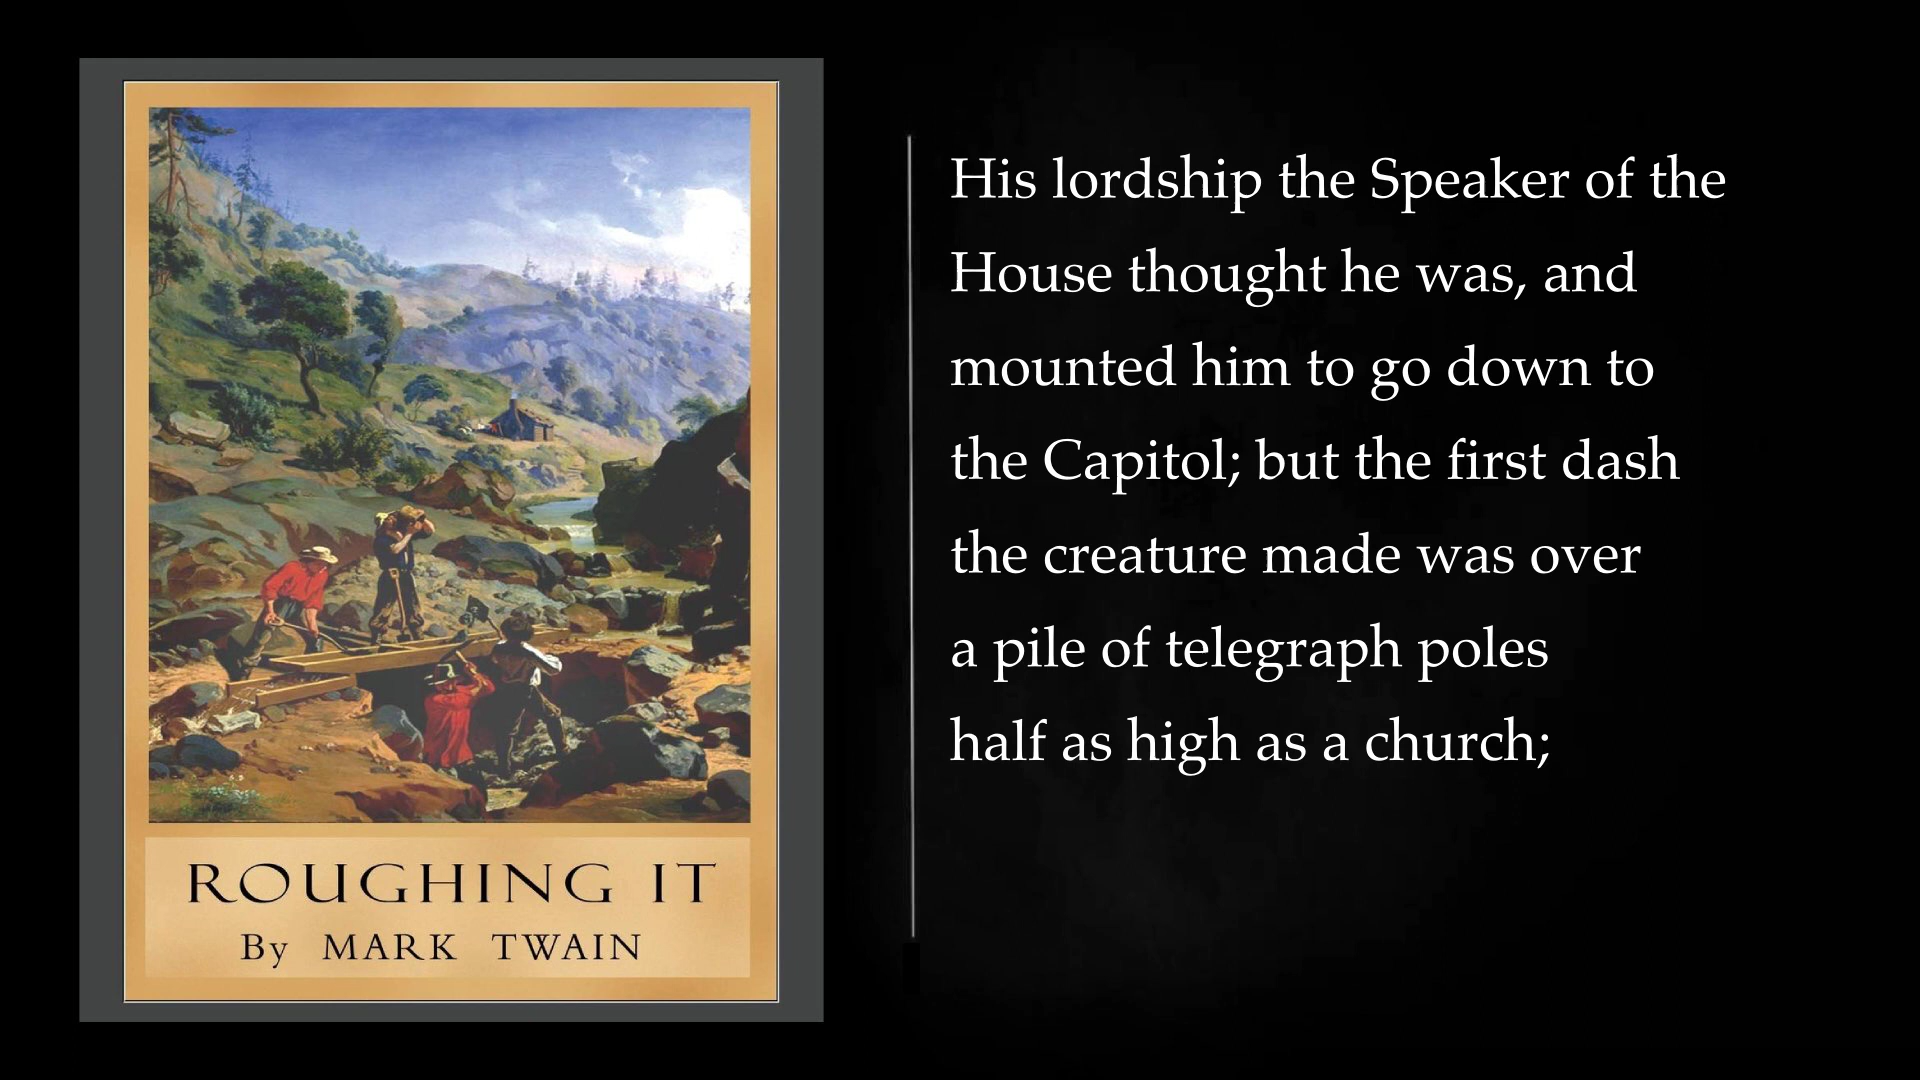 ROUGHING IT
By MARK TWAIN
His lordship the Speaker of the
House thought he was, and
mounted him to go down to
the Capitol; but the first dash
the creature made was over
a pile of telegraph poles
half as high as a church;